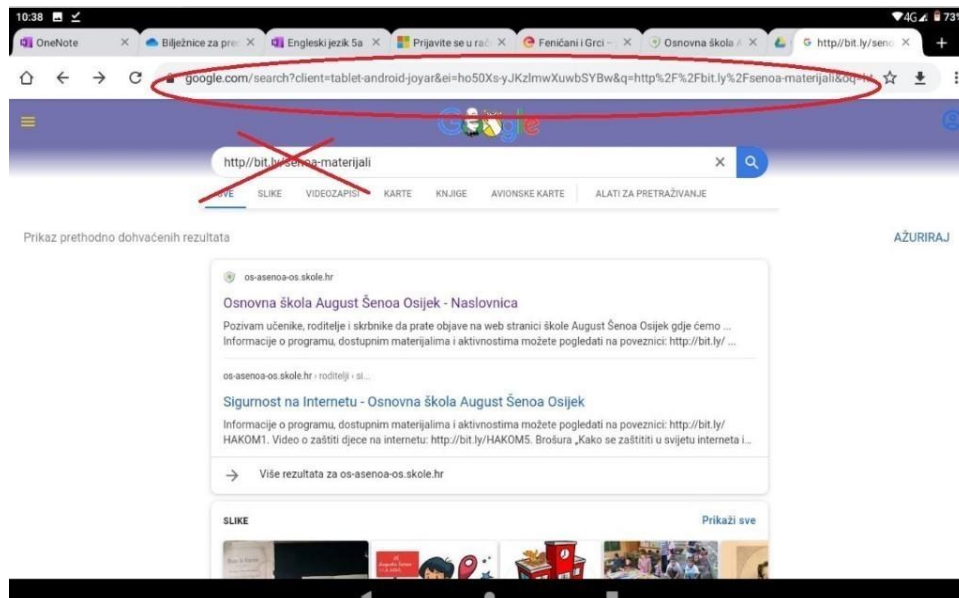 10:38 4G 73%
OneNote Bilježnice za pre Engleski jezik 5a Prijavite se u rač Feničani i Grci - Osnovna škola A http//bit.ly/seno
google.com/search?client=tablet-android-joyar&ei=ho50Xs-yJKzlmwXuwbSYBw&q=http%2F%2Fbit.ly%2Fsenoa-materijali&oq=
Google
http//bit.ly/senoa-materijali
SVE SLIKE VIDEOZAPISI KARTE KNJIGE AVIONSKE KARTE ALATI ZA PRETRAŽIVANJE
Prikaz prethodno dohvaćenih rezultata AŽURIRAJ
os-asenoa-os.skole.hr
Osnovna škola August Šenoa Osijek - Naslovnica
Pozivam učenike, roditelje i skrbnike da prate objave na web stranici škole August Šenoa Osijek gdje ćemo ...
Informacije o programu, dostupnim materijalima i aktivnostima možete pogledati na poveznici: http://bit.ly/ ...
os-asenoa-os.skole.hr › roditelji › si...
Sigurnost na Internetu - Osnovna škola August Šenoa Osijek
Informacije o programu, dostupnim materijalima i aktivnostima možete pogledati na poveznici: http://bit.ly/
HAKOM1. Video o zaštiti djece na internetu: http://bit.ly/HAKOM5. Brošura „Kako se zaštititi u svijetu interneta i...
Više rezultata za os-asenoa-os.skole.hr
SLIKE Prikaži sve